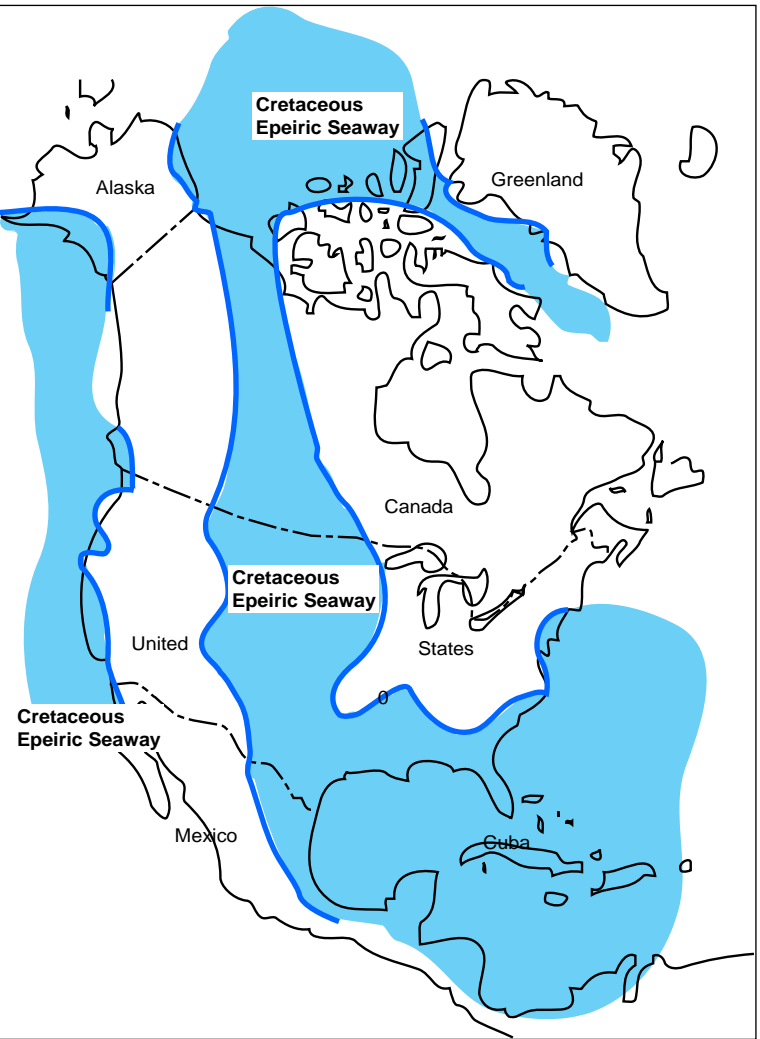 Cretaceous
Epeiric Seaway
Alaska
Greenland
Canada
Cretaceous
Epeiric Seaway
United
States
0
Cretaceous
Epeiric Seaway
Mexico
Cuba